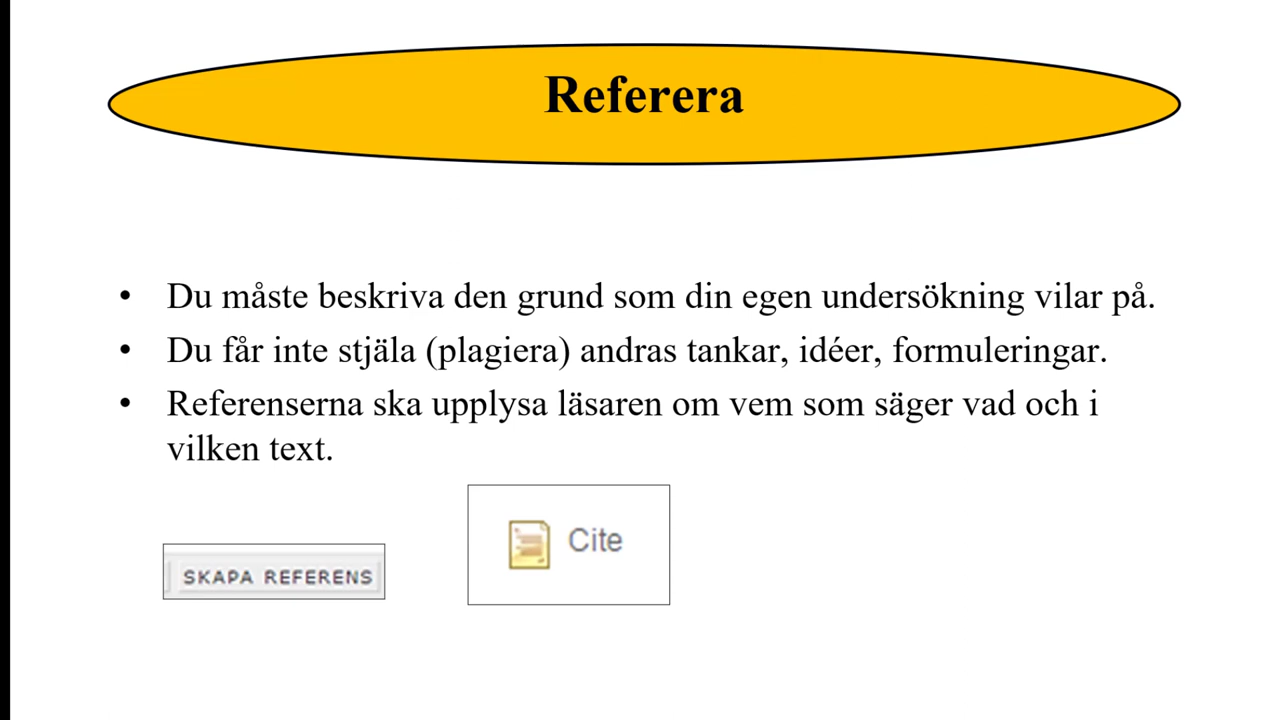 Referera
• Du måste beskriva den grund som din egen undersökning vilar på.
• Du får inte stjäla (plagiera) andras tankar, idéer, formuleringar.
• Referenserna ska upplysa läsaren om vem som säger vad och i
vilken text.
Cite
SKAPA REFERENS